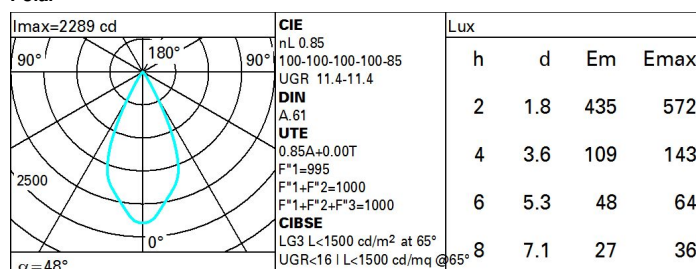 Imax=2289 cd
90° 180° 90°
2500
0°
α=48°
CIE
nL 0.85
100-100-100-100-85
UGR 11.4-11.4
DIN
A.61
UTE
0.85A+0.00T
F"1=995
F"1+F"2=1000
F"1+F"2+F"3=1000
CIBSE
LG3 L<1500 cd/m² at 65°
UGR<16 | L<1500 cd/mq @65°
Lux
h d Em Emax
2 1.8 435 572
4 3.6 109 143
6 5.3 48 64
8 7.1 27 36